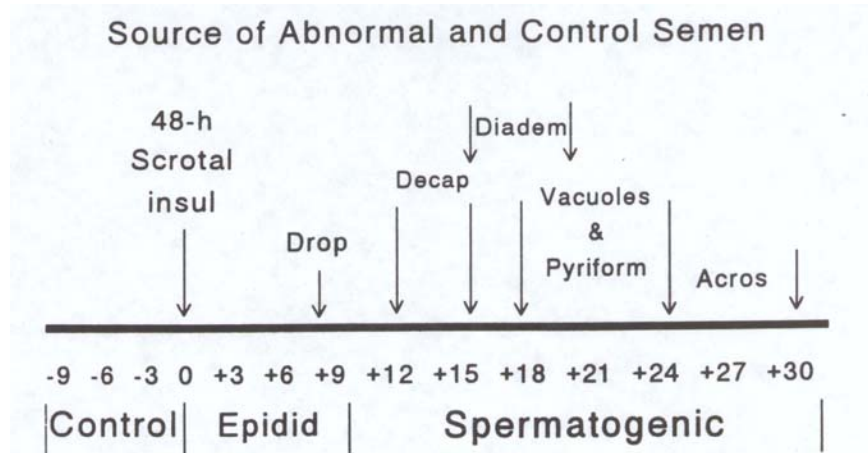 Source of Abnormal and Control Semen
48-h
Scrotal
insul
Drop
Decap
Diadem
Vacuoles
&
Pyriform
Acros
-9 -6 -3 0 +3 +6 +9 +12 +15 +18 +21 +24 +27 +30
Control Epidid Spermatogenic